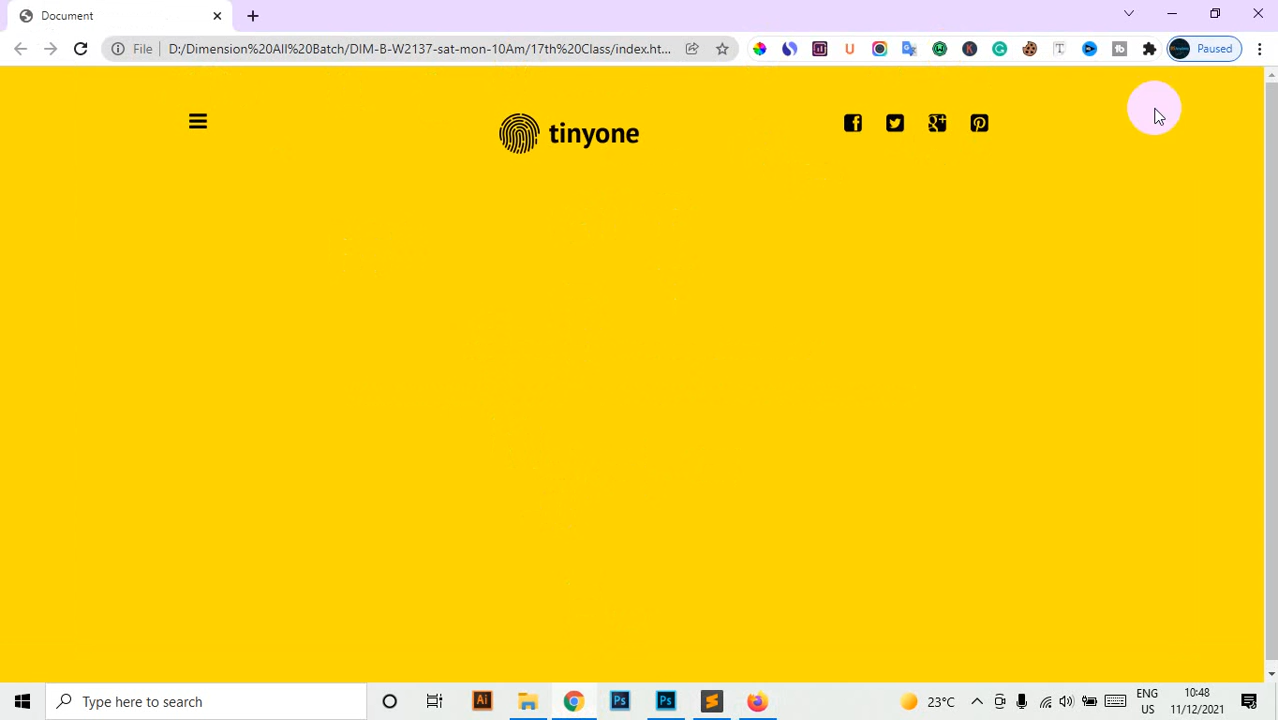 Document
File
D:/Dimension%20All%20Batch/DIM-B-W2137-sat-mon-10Am/17th%20Class/index.ht...
Paused
tinyone
Type here to search
23°C
ENG
US
10:48
11/12/2021